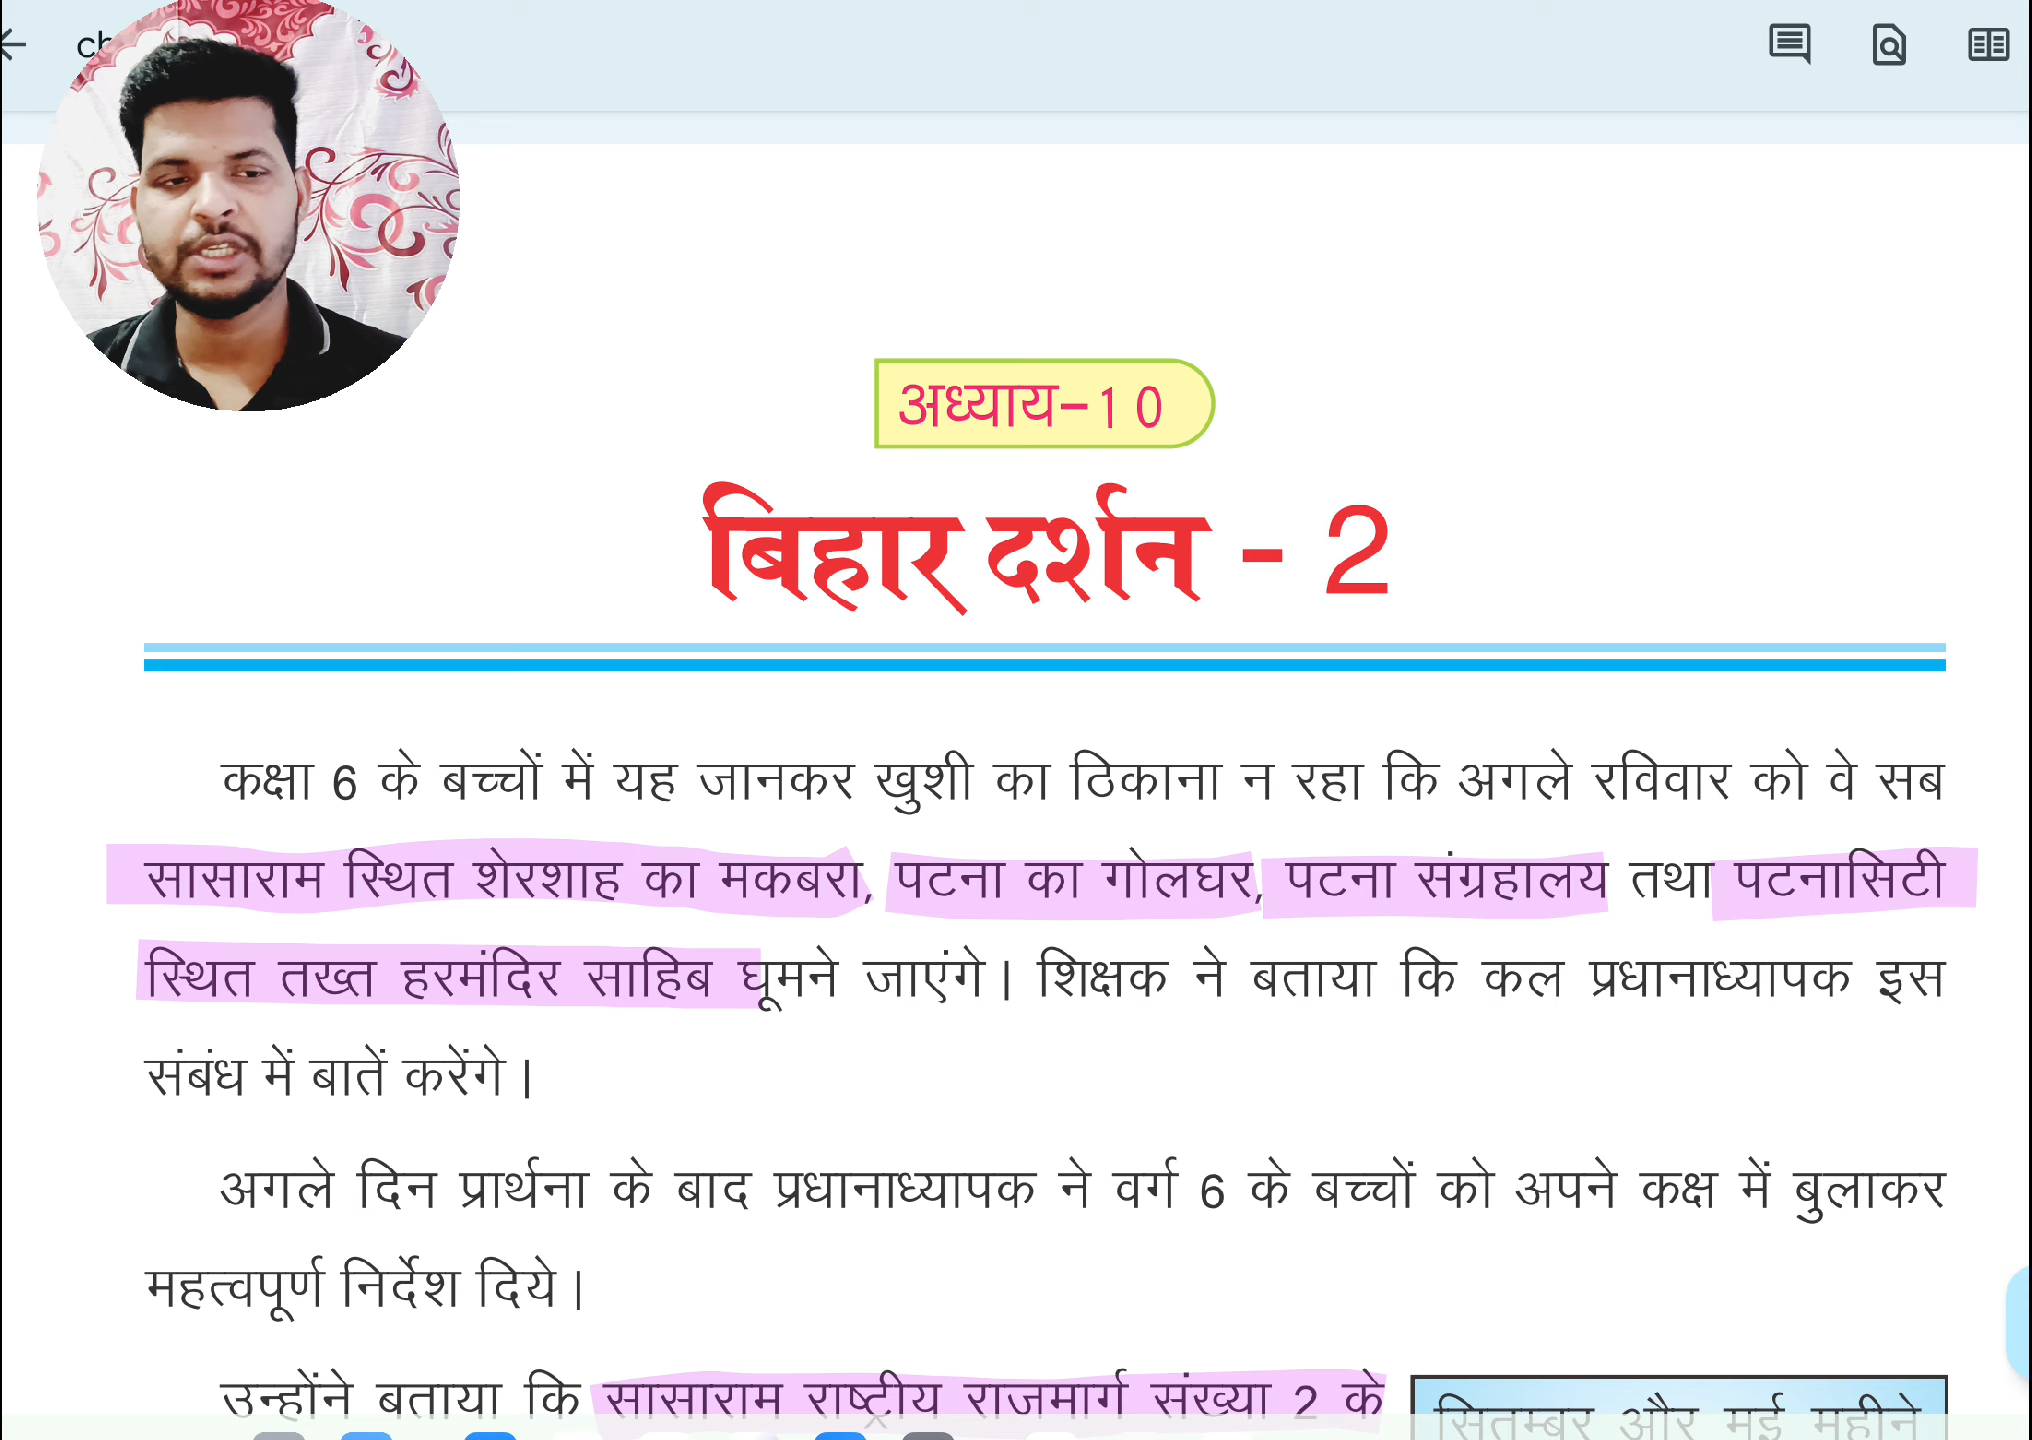 अध्याय-10
बिहार दर्शन - 2
कक्षा 6 के बच्चों में यह जानकर खुशी का ठिकाना न रहा कि अगले रविवार को वे सब
सासाराम स्थित शेरशाह का मकबरा, पटना का गोलघर, पटना संग्रहालय तथा पटनासिटी
स्थित तख्त हरमंदिर साहिब घूमने जाएंगे। शिक्षक ने बताया कि कल प्रधानाध्यापक इस
संबंध में बातें करेंगे।
अगले दिन प्रार्थना के बाद प्रधानाध्यापक ने वर्ग 6 के बच्चों को अपने कक्ष में बुलाकर
महत्वपूर्ण निर्देश दिये।
उन्होंने बताया कि सासाराम राष्ट्रीय राजमार्ग संख्या 2 के
सितम्बर और मई महीने